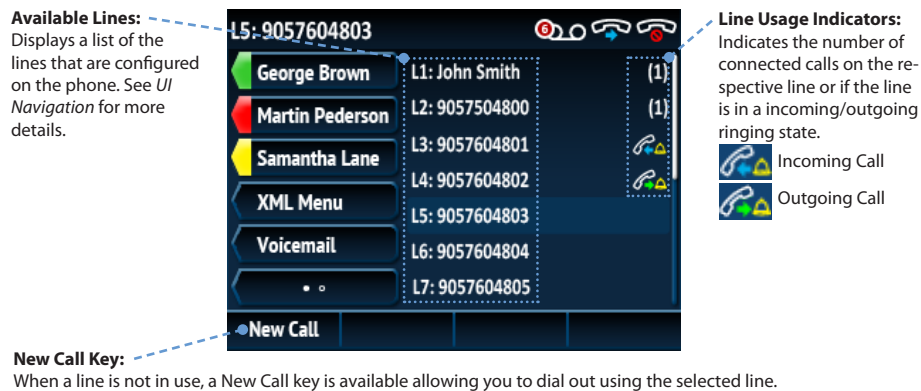 Available Lines:
Displays a list of the
lines that are configured
on the phone. See UI
Navigation for more
details.
L5: 9057604803
6
George Brown
Martin Pederson
Samantha Lane
XML Menu
Voicemail
L1: John Smith (1)
L2: 9057504800 (1)
L3: 9057604801
L4: 9057604802
L5: 9057604803
L6: 9057604804
L7: 9057604805
New Call
Line Usage Indicators:
Indicates the number of
connected calls on the re-
spective line or if the line
is in a incoming/outgoing
ringing state.
Incoming Call
Outgoing Call
New Call Key:
When a line is not in use, a New Call key is available allowing you to dial out using the selected line.